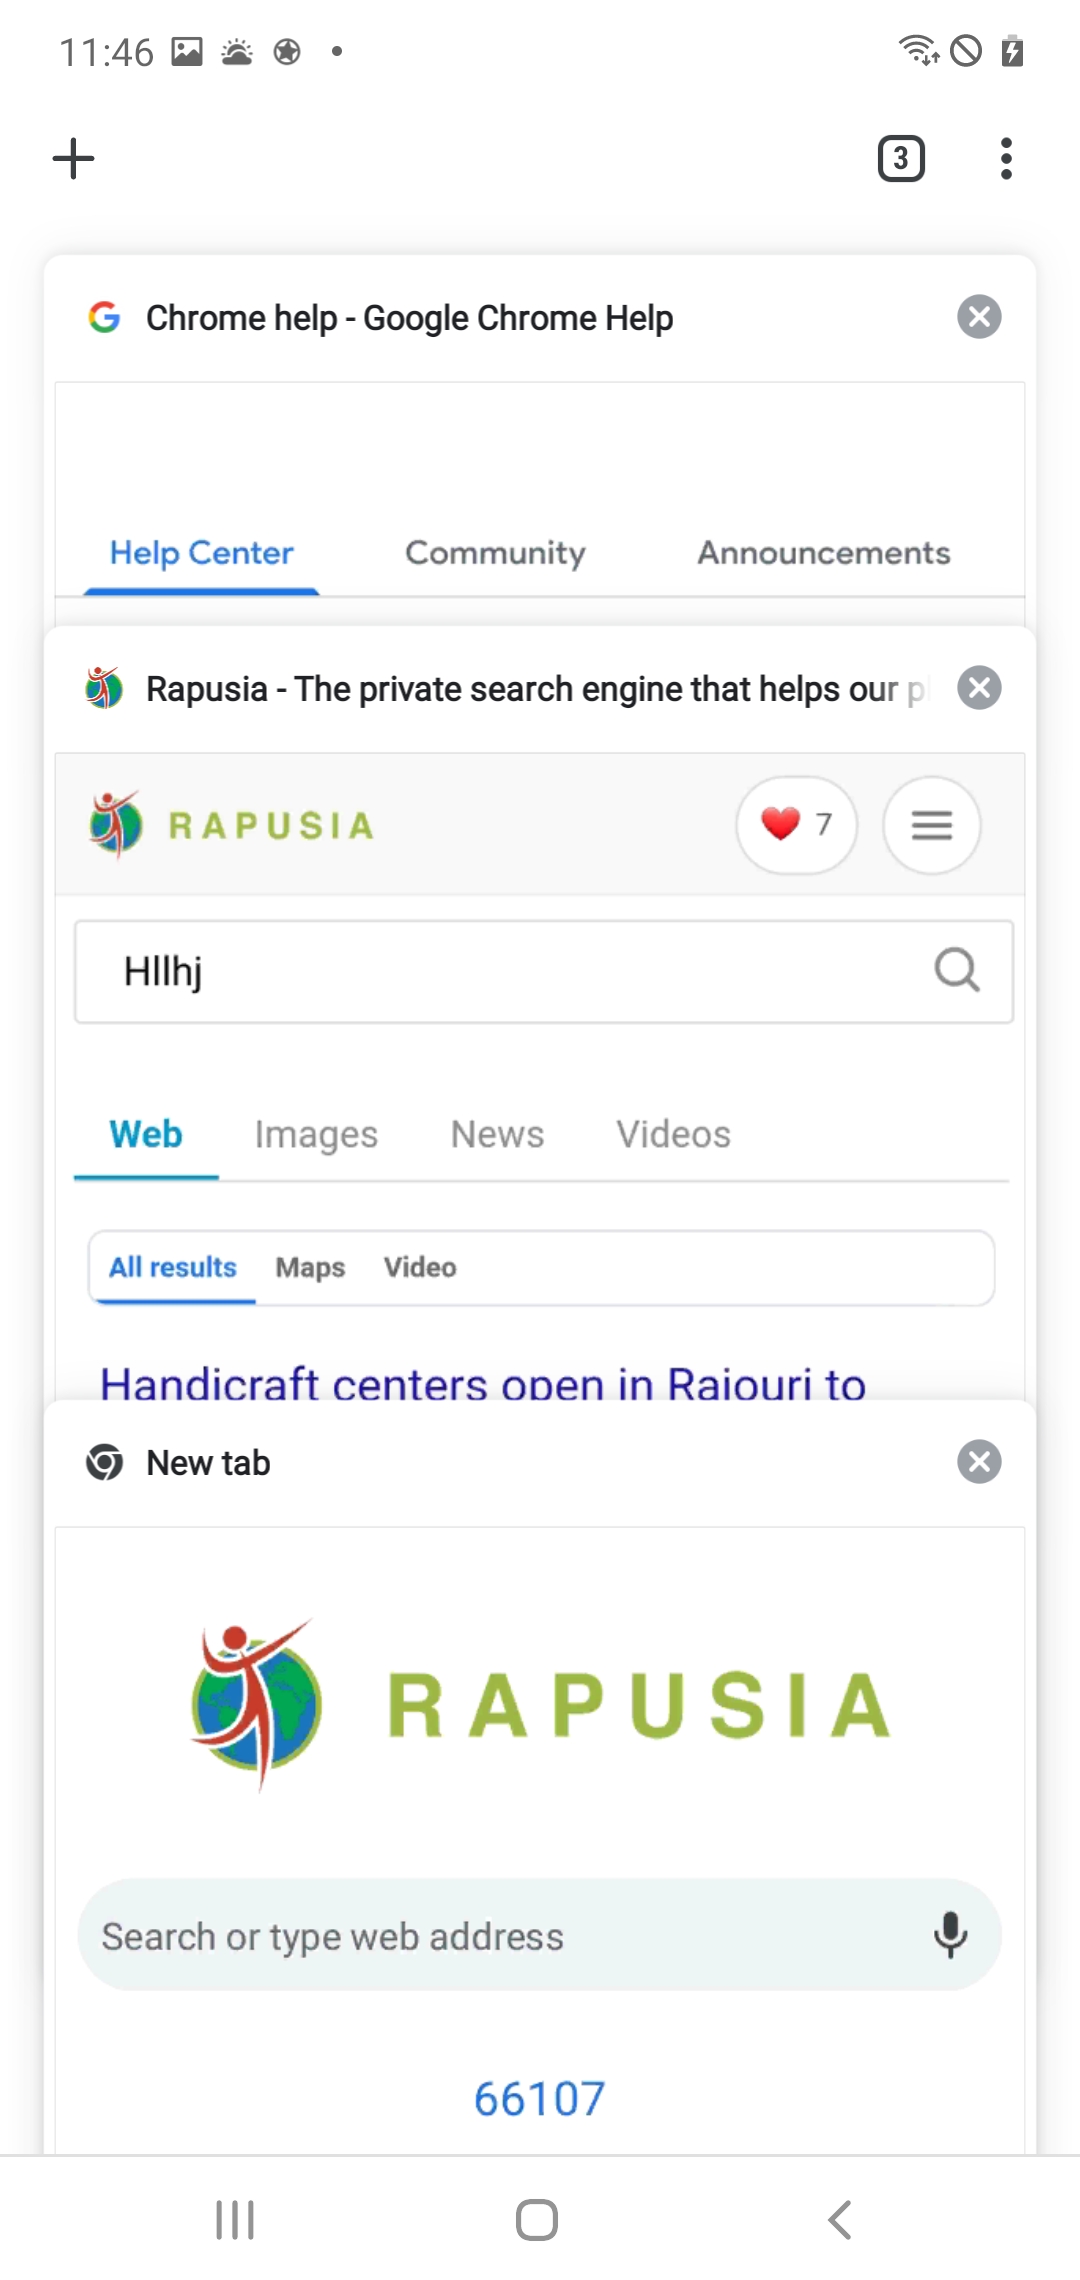 11:46
3
Chrome help - Google Chrome Help
Help Center Community Announcements
Rapusia - The private search engine that helps our
RAPUSIA 7
Hllhj
Web Images News Videos
All results Maps Video
Handicraft centers open in Rajouri to
New tab
RAPUSIA
Search or type web address
66107